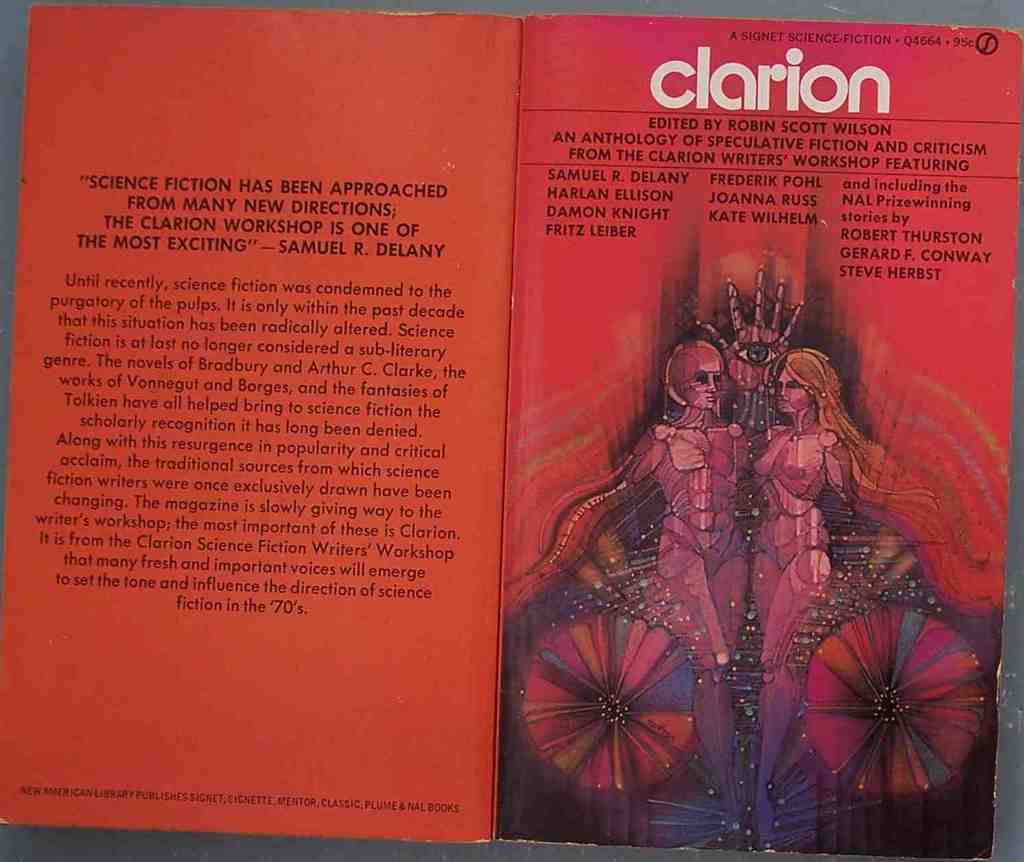 "SCIENCE FICTION HAS BEEN APPROACHED
FROM MANY NEW DIRECTIONS;
THE CLARION WORKSHOP IS ONE OF
THE MOST EXCITING"—SAMUEL R. DELANY
Until recently, science fiction was condemned to the
purgatory of the pulps. It is only within the past decade
that this situation has been radically altered. Science
fiction is at last no longer considered a sub-literary
genre. The novels of Bradbury and Arthur C. Clarke, the
works of Vonnegut and Borges, and the fantasies of
Tolkien have all helped bring to science fiction the
scholarly recognition it has long been denied.
Along with this resurgence in popularity and critical
acclaim, the traditional sources from which science
fiction writers were once exclusively drawn have been
changing. The magazine is slowly giving way to the
writer's workshop; the most important of these is Clarion.
It is from the Clarion Science Fiction Writers' Workshop
that many fresh and important voices will emerge
to set the tone and influence the direction of science
fiction in the '70's.
NEW AMERICAN LIBRARY PUBLISHES SIGNET, SIGNETTE, MENTOR, CLASSIC, PLUME & NAL BOOKS
A SIGNET SCIENCE-FICTION • Q4664 • 95c
clarion
EDITED BY ROBIN SCOTT WILSON
AN ANTHOLOGY OF SPECULATIVE FICTION AND CRITICISM
FROM THE CLARION WRITERS' WORKSHOP FEATURING
SAMUEL R. DELANY
HARLAN ELLISON
DAMON KNIGHT
FRITZ LEIBER
FREDERIK POHL
JOANNA RUSS
KATE WILHELM
and including the
NAL Prizewinning
stories by
ROBERT THURSTON
GERARD F. CONWAY
STEVE HERBST